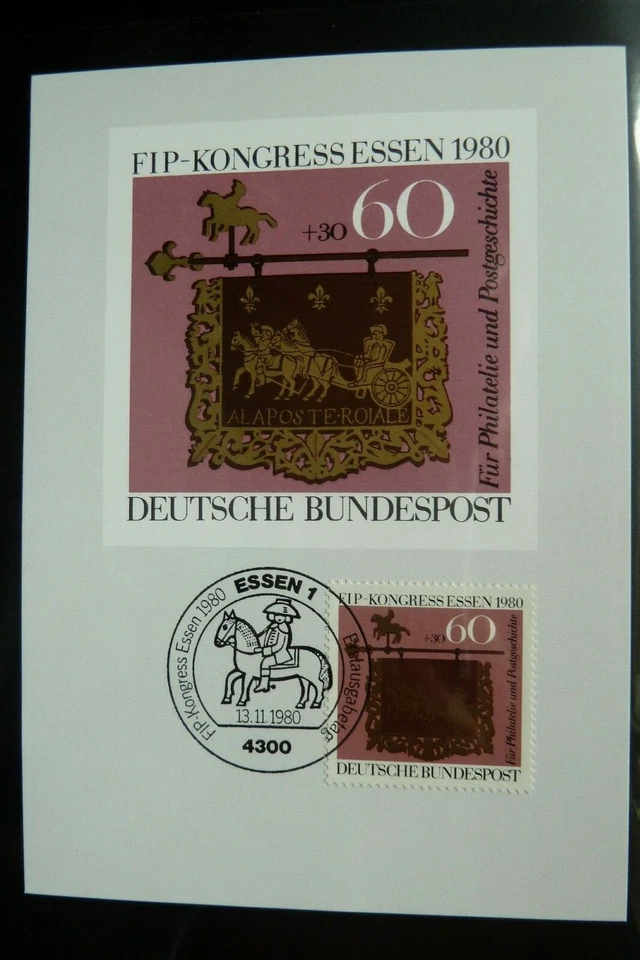 FIP-KONGRESS ESSEN 1980
+30 60
Für Philatelie und Postgeschichte
A LA POSTE·ROIALE
DEUTSCHE BUNDESPOST
ESSEN 1
FIP-Kongress Essen 1980
Erstausgabetag
13.11.1980
4300
FIP-KONGRESS ESSEN 1980
+30 60
Für Philatelie und Postgeschichte
DEUTSCHE BUNDESPOST